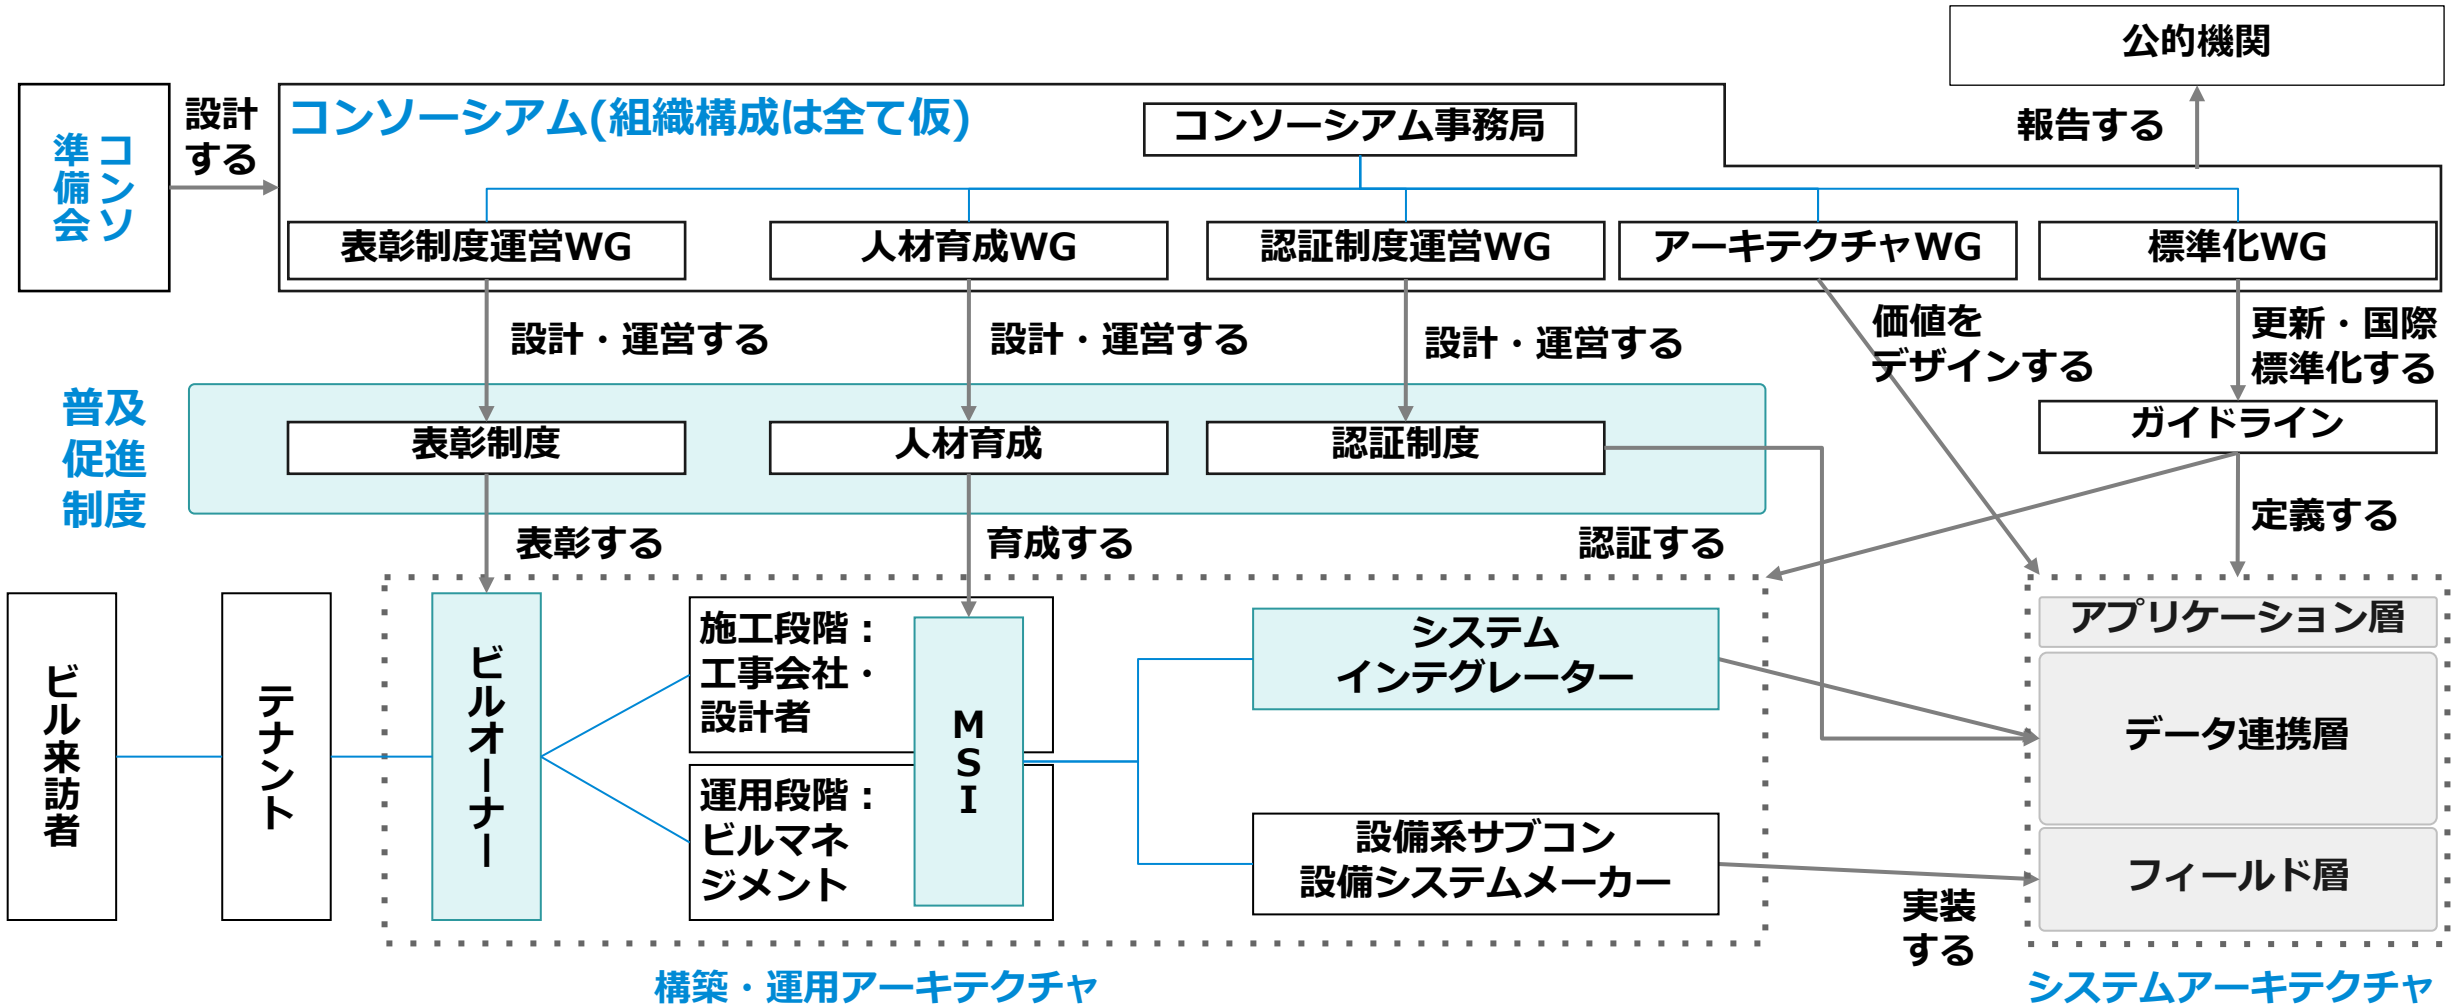 公的機関
コンソ
準備会
設計
する
コンソーシアム(組織構成は全て仮)
コンソーシアム事務局
報告する
表彰制度運営WG
人材育成WG
認証制度運営WG
アーキテクチャWG
標準化WG
設計・運営する
設計・運営する
設計・運営する
価値を
デザインする
更新・国際
標準化する
普及
促進
制度
表彰制度
人材育成
認証制度
ガイドライン
表彰する
育成する
認証する
定義する
ビル来訪者
テナント
ビルオーナー
施工段階：
工事会社・
設計者
運用段階：
ビルマネ
ジメント
MSI
システム
インテグレーター
設備系サブコン
設備システムメーカー
アプリケーション層
データ連携層
フィールド層
実装
する
構築・運用アーキテクチャ
システムアーキテクチャ